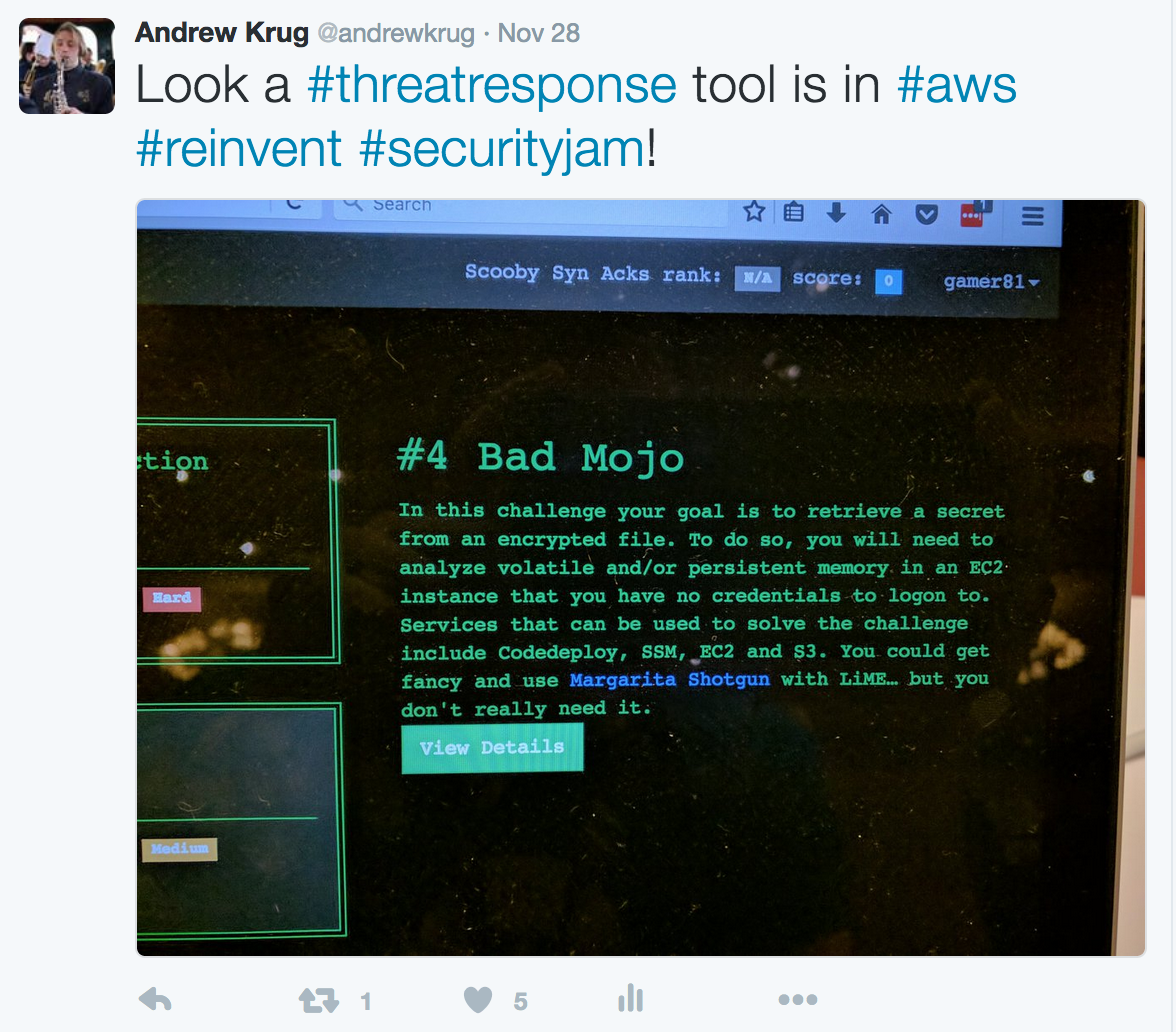 Andrew Krug @andrewkrug · Nov 28
Look a #threatresponse tool is in #aws
#reinvent #securityjam!
Search
Scooby Syn Acks rank: N/A score: 0 gamer81
ction
Hard
#4 Bad Mojo
In this challenge your goal is to retrieve a secret
from an encrypted file. To do so, you will need to
analyze volatile and/or persistent memory in an EC2
instance that you have no credentials to logon to.
Services that can be used to solve the challenge
include Codedeploy, SSM, EC2 and S3. You could get
fancy and use Margarita Shotgun with LiME… but you
don't really need it.
View Details
Medium
1
5